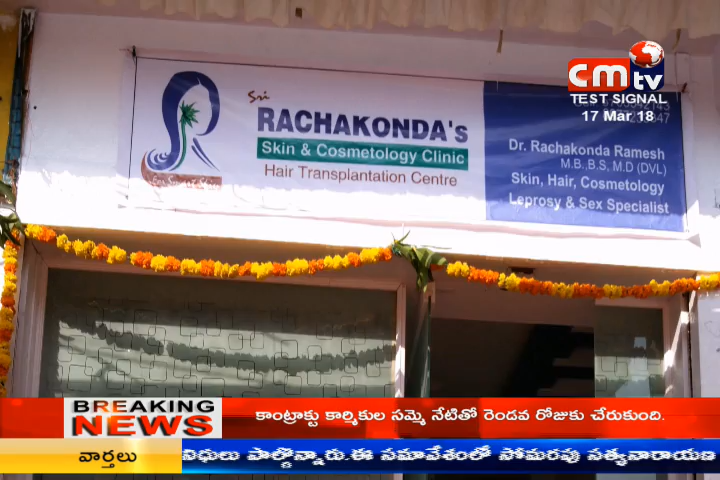 cmtv
TEST SIGNAL
17 Mar 18
Sri
RACHAKONDA's
Skin & Cosmetology Clinic
Hair Transplantation Centre
Dr. Rachakonda Ramesh
M.B.,B.S, M.D (DVL)
Skin, Hair, Cosmetology
Leprosy & Sex Specialist
BREAKING
NEWS
కాంట్రాక్టు కార్మికుల సమ్మె నేటితో రెండవ రోజుకు చేరుకుంది.
వార్తలు
నిధులు పాల్గొన్నారు.ఈ సమావేశంలో సోమరపు సత్యనారాయణ